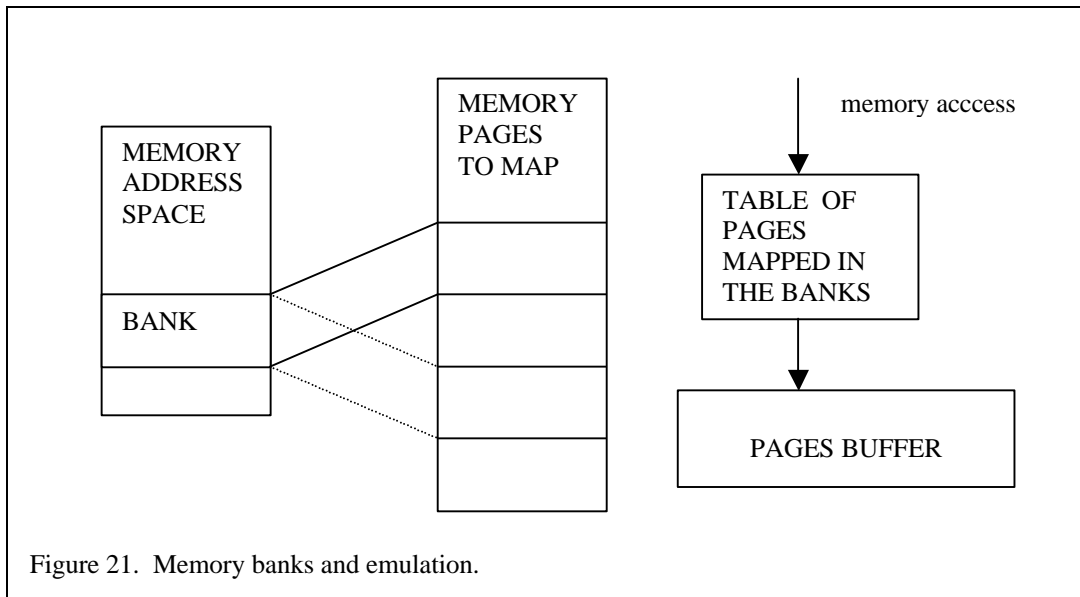 MEMORY
ADDRESS
SPACE
BANK
MEMORY
PAGES
TO MAP
memory acccess
TABLE OF
PAGES
MAPPED IN
THE BANKS
PAGES BUFFER
Figure 21. Memory banks and emulation.